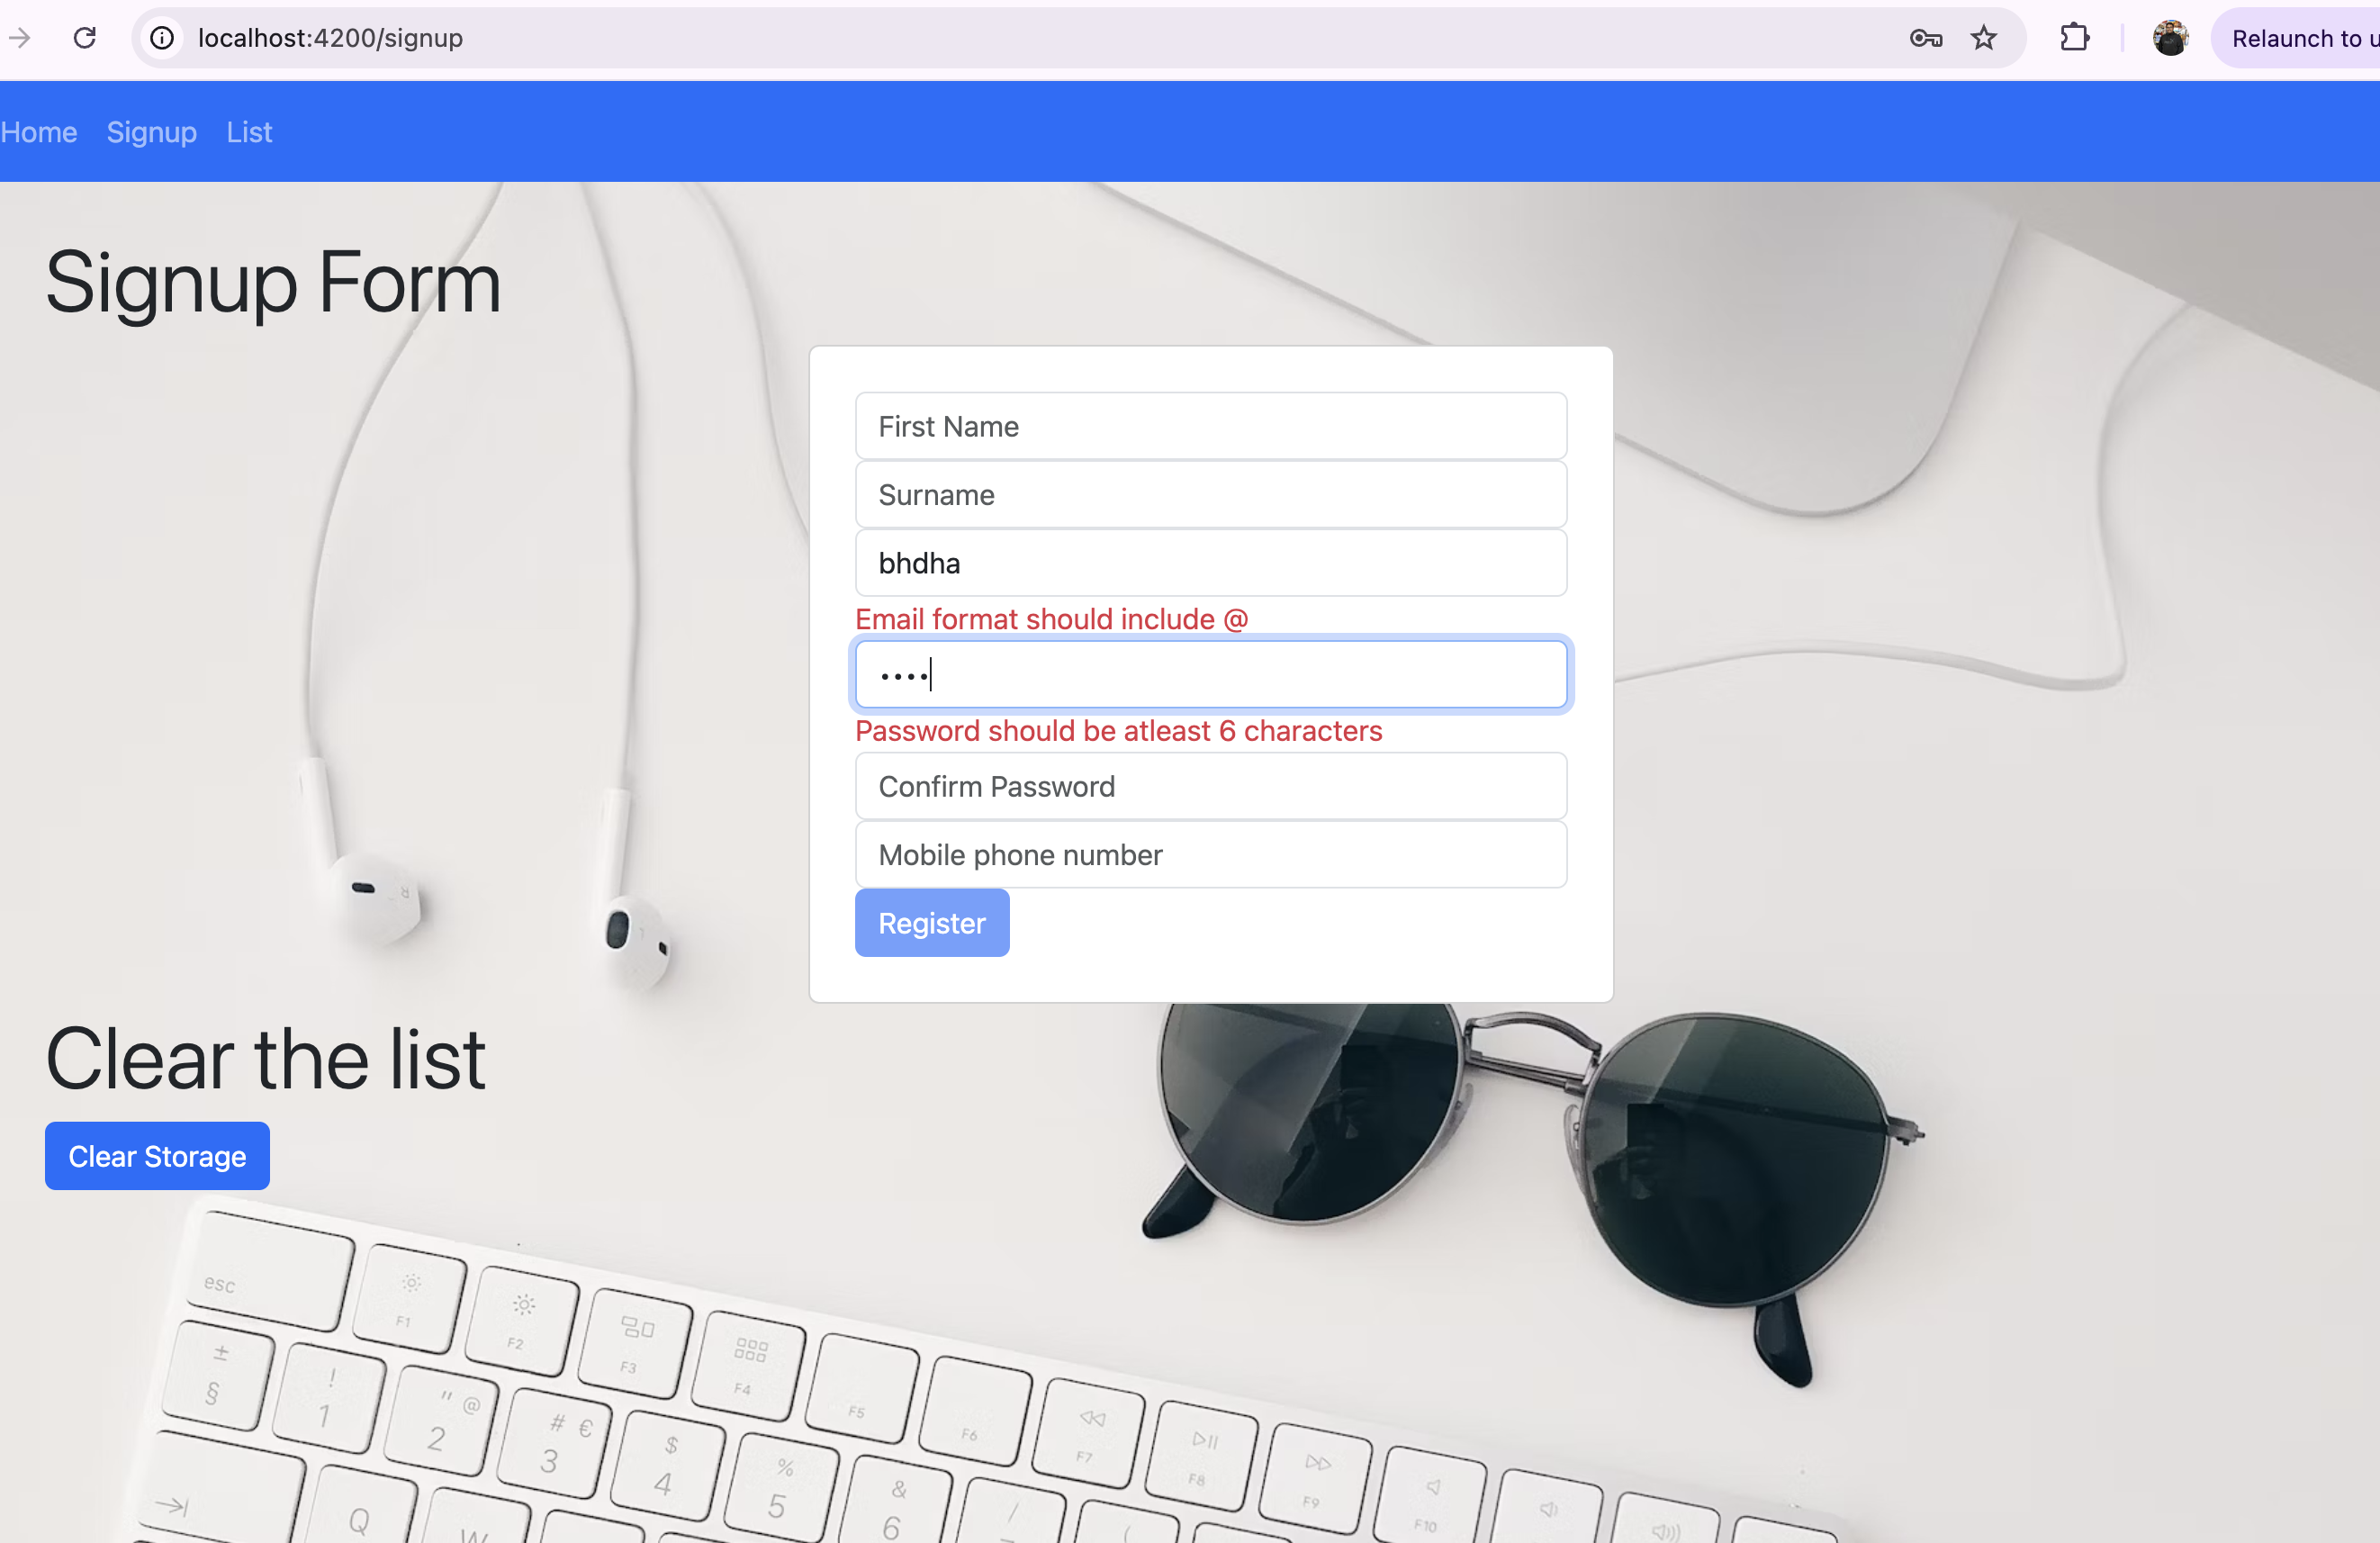 localhost:4200/signup
Relaunch to u
Home Signup List
Signup Form
First Name
Surname
bhdha
Email format should include @
••••
Password should be atleast 6 characters
Confirm Password
Mobile phone number
Register
Clear the list
Clear Storage
esc
F1
F2
F3
F4
F5
F6
F7
F8
F9
F10
± § ! 1 " @ 2 # € 3 $ 4 % 5 & 6 / (
Q W